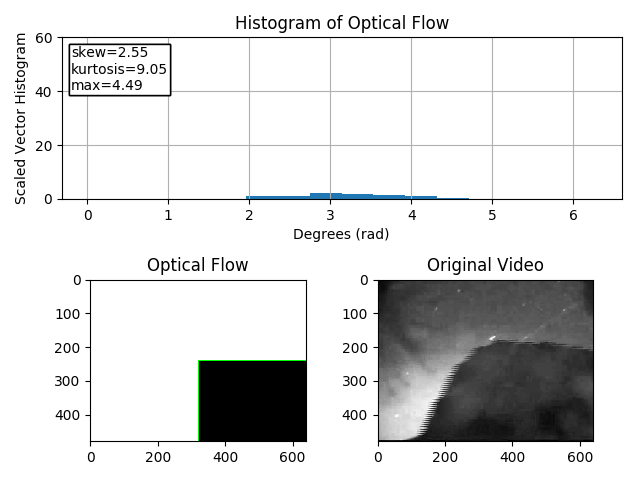 Histogram of Optical Flow
skew=2.55
kurtosis=9.05
max=4.49
Scaled Vector Histogram
60
40
20
0
0 1 2 3 4 5 6
Degrees (rad)
Optical Flow
0
100
200
300
400
0 200 400 600
Original Video
0
100
200
300
400
0 200 400 600